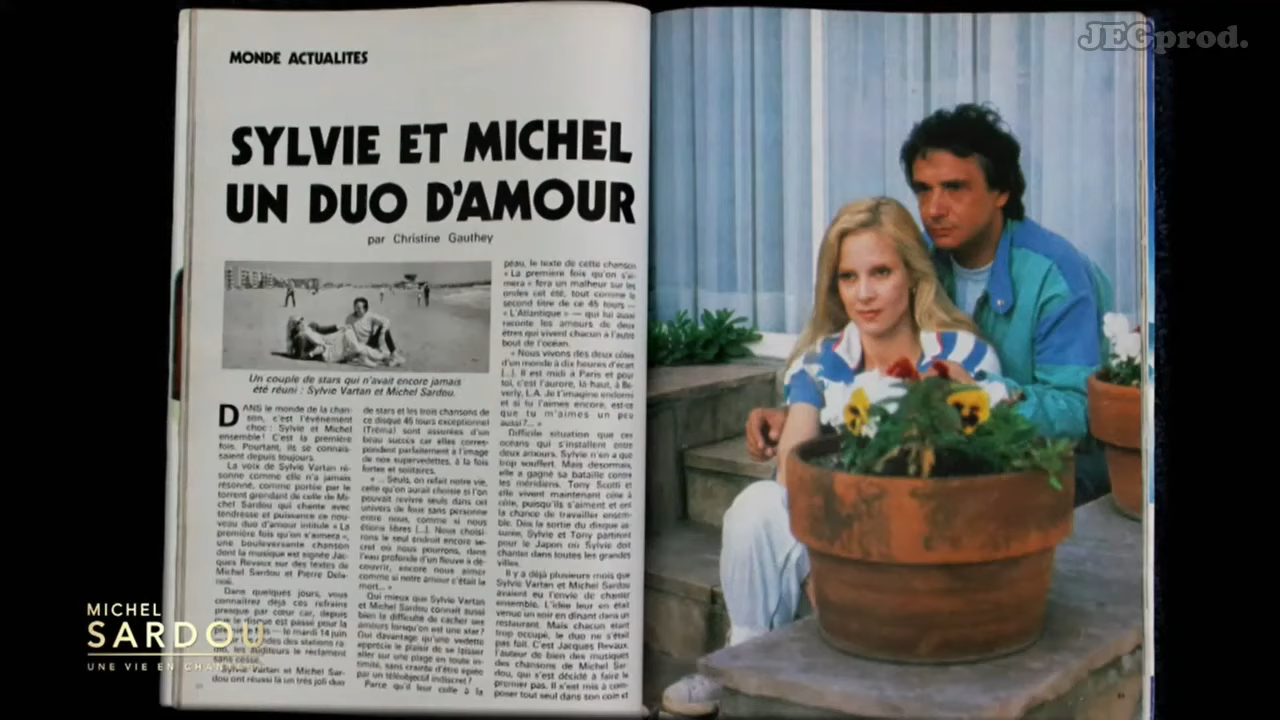 JEGprod.
MONDE ACTUALITES
SYLVIE ET MICHEL
UN DUO D'AMOUR
par Christine Gauthey
Un couple de stars qui n'avait encore jamais
été réuni : Sylvie Vartan et Michel Sardou.
DANS le monde de la chan-
son, c'est l'événement
choc : Sylvie et Michel
ensemble ! C'est la première
fois. Pourtant, ils se connais-
saient depuis toujours.
La voix de Sylvie Vartan ré-
sonne comme elle n'a jamais
résonné, comme portée par le
torrent grondant de celle de Mi-
chel Sardou qui chante avec
tendresse et puissance ce nou-
veau duo d'amour intitulé « La
première fois qu'on s'aimera »,
une bouleversante chanson
dont la musique est signée Jac-
ques Revaux sur des textes de
Michel Sardou et Pierre Dela-
noë.
Dans quelques jours, vous
connaîtrez déjà ces refrains
presque par cœur car, depuis
que le disque est passé pour la
première fois — le mardi 14 juin
ondes des stations ra-
dio, les auditeurs le réclament
sans cesse.
Sylvie Vartan et Michel Sar-
dou ont réussi là un très joli duo
de stars et les trois chansons de
ce disque 45 tours exceptionnel
(Tréma) sont assurées d'un
beau succès car elles corres-
pondent parfaitement à l'image
de nos supervedettes, à la fois
fortes et solitaires.
« ... Seuls, on refait notre vie,
celle qu'on aurait choisie si l'on
pouvait revivre seuls dans cet
univers de fous sans personne
entre nous, comme si nous
étions libres [...]. Nous choisi-
rons le seul endroit encore se-
cret où nous pourrons, dans
l'eau profonde d'un fleuve à dé-
couvrir, encore nous aimer
comme si notre amour c'était la
mort... »
Qui mieux que Sylvie Vartan
et Michel Sardou connaît aussi
bien la difficulté de cacher ses
amours lorsqu'on est une star ?
Qui davantage qu'une vedette
apprécie le plaisir de se laisser
aller sur une plage en toute in-
timité, sans crainte d'être épiée
par un téléobjectif indiscret ?
Parce qu'il leur colle à la
peau, le texte de cette chanson
« La première fois qu'on s'ai-
mera » fera un malheur sur les
ondes cet été, tout comme le
second titre de ce 45 tours —
« L'Atlantique » — qui lui aussi
raconte les amours de deux
êtres qui vivent chacun à l'autre
bout de l'océan.
« Nous vivons des deux côtés
d'un monde à dix heures d'écart
[...]. Il est midi à Paris et pour
toi, c'est l'aurore, là haut, à Be-
verly, L.A. Je t'imagine endormi
et si tu l'aimes encore, est-ce
que tu m'aimes un peu
aussi ?... »
Difficile situation que ces
océans qui s'installent entre
deux amours. Sylvie n'en a que
trop souffert. Mais désormais,
elle a gagné sa bataille contre
les méridiens. Tony Scotti et
elle vivent maintenant côte à
côte, puisqu'ils s'aiment et ont
la chance de travailler ensem-
ble. Dès la sortie du disque as-
surée, Sylvie et Tony partiront
pour le Japon où Sylvie doit
chanter dans toutes les grandes
villes.
Il y a déjà plusieurs mois que
Sylvie Vartan et Michel Sardou
avaient eu l'envie de chanter
ensemble. L'idée leur en était
venue un soir en dînant dans un
restaurant. Mais chacun étant
trop occupé, le duo ne s'était
pas fait. C'est Jacques Revaux,
l'auteur de bien des musiques
des chansons de Michel Sar-
dou, qui s'est décidé à faire le
premier pas. Il s'est mis à com-
poser tout seul dans son coin et
MICHEL
SARDOU
UNE VIE EN CHANSONS